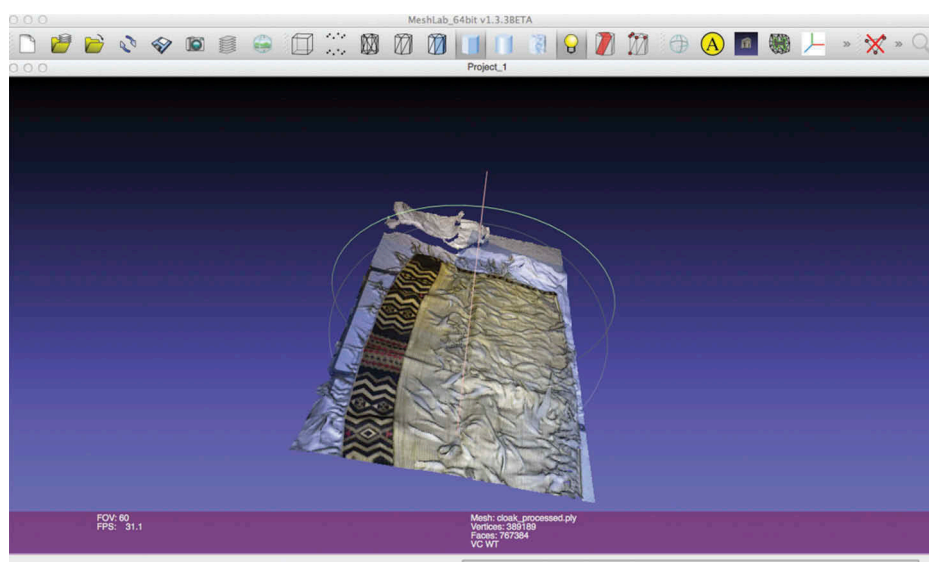 MeshLab_64bit v1.3.3BETA
A
Project_1
FOV: 60
FPS: 31.1
Mesh: cloak_processed.ply
Vertices: 389189
Faces: 767384
VC WT